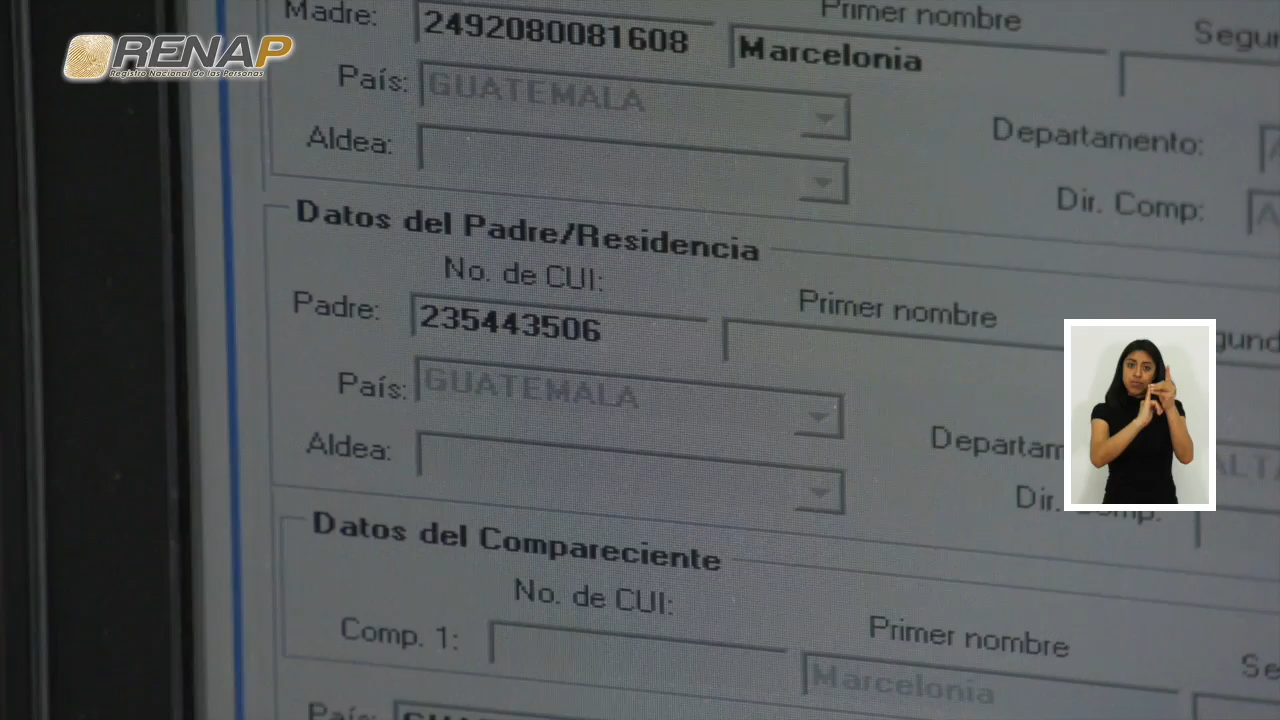 RENAP
Registro Nacional de las Personas
Madre: 2492080081608 Primer nombre
Marcelonia
País: GUATEMALA
Departamento:
Aldea:
Dir. Comp:
Datos del Padre/Residencia
No. de CUI:
Primer nombre
Padre: 235443506
País: GUATEMALA
Aldea:
Dir.
Datos del Compareciente
No. de CUI:
Primer nombre
Comp. 1:
Marcelonia
País: